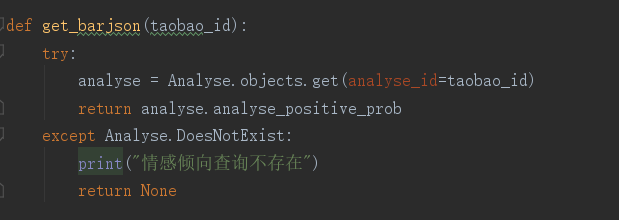 def get_barjson(taobao_id):
    try:
        analyse = Analyse.objects.get(analyse_id=taobao_id)
        return analyse.analyse_positive_prob
    except Analyse.DoesNotExist:
        print("情感倾向查询不存在")
        return None